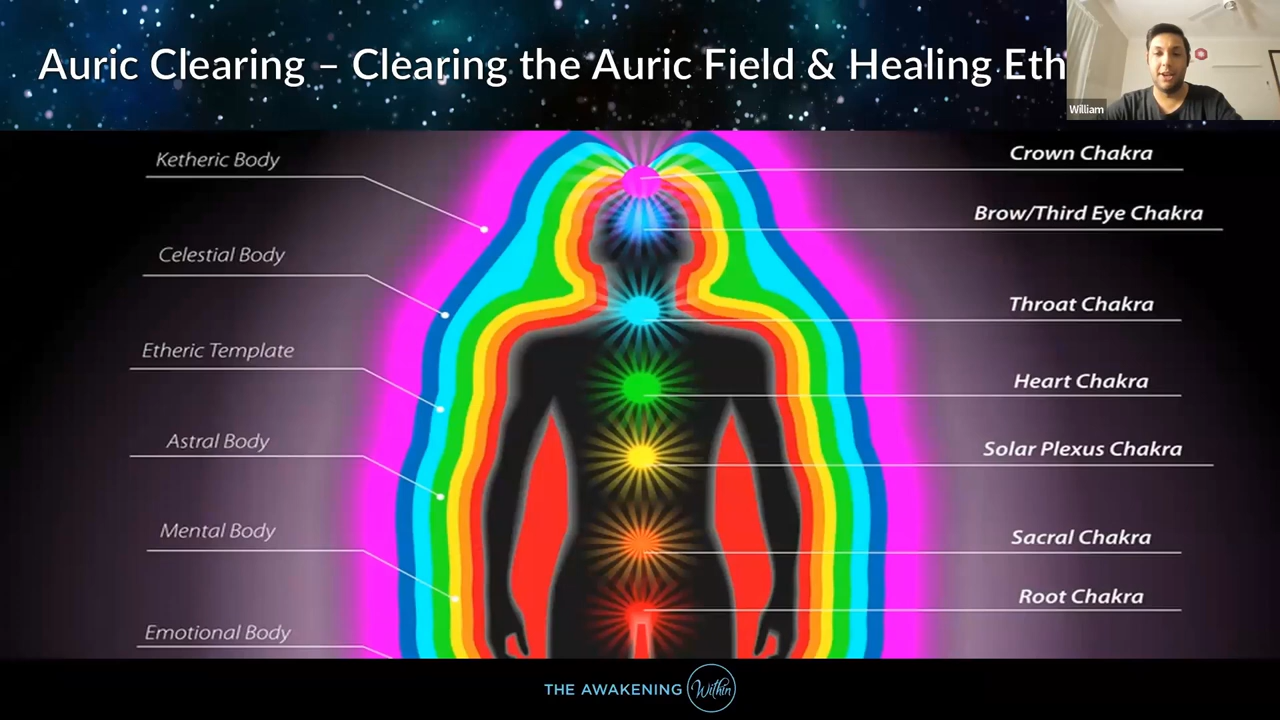 Auric Clearing – Clearing the Auric Field & Healing Eth
William
Ketheric Body
Celestial Body
Etheric Template
Astral Body
Mental Body
Emotional Body
Crown Chakra
Brow/Third Eye Chakra
Throat Chakra
Heart Chakra
Solar Plexus Chakra
Sacral Chakra
Root Chakra
THE AWAKENING Within